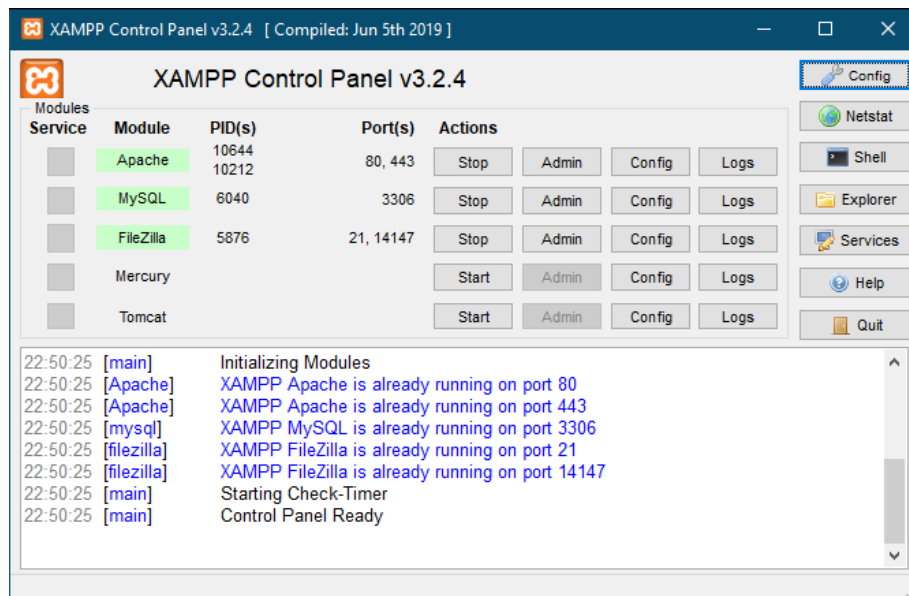 XAMPP Control Panel v3.2.4 [ Compiled: Jun 5th 2019 ]
XAMPP Control Panel v3.2.4
Config
Modules
Service Module PID(s) Port(s) Actions
Netstat
Apache 10644 10212 80, 443 Stop Admin Config Logs
Shell
MySQL 6040 3306 Stop Admin Config Logs
Explorer
FileZilla 5876 21, 14147 Stop Admin Config Logs
Services
Mercury Start Admin Config Logs
Help
Tomcat Start Admin Config Logs
Quit
22:50:25 [main] Initializing Modules
22:50:25 [Apache] XAMPP Apache is already running on port 80
22:50:25 [Apache] XAMPP Apache is already running on port 443
22:50:25 [mysql] XAMPP MySQL is already running on port 3306
22:50:25 [filezilla] XAMPP FileZilla is already running on port 21
22:50:25 [filezilla] XAMPP FileZilla is already running on port 14147
22:50:25 [main] Starting Check-Timer
22:50:25 [main] Control Panel Ready